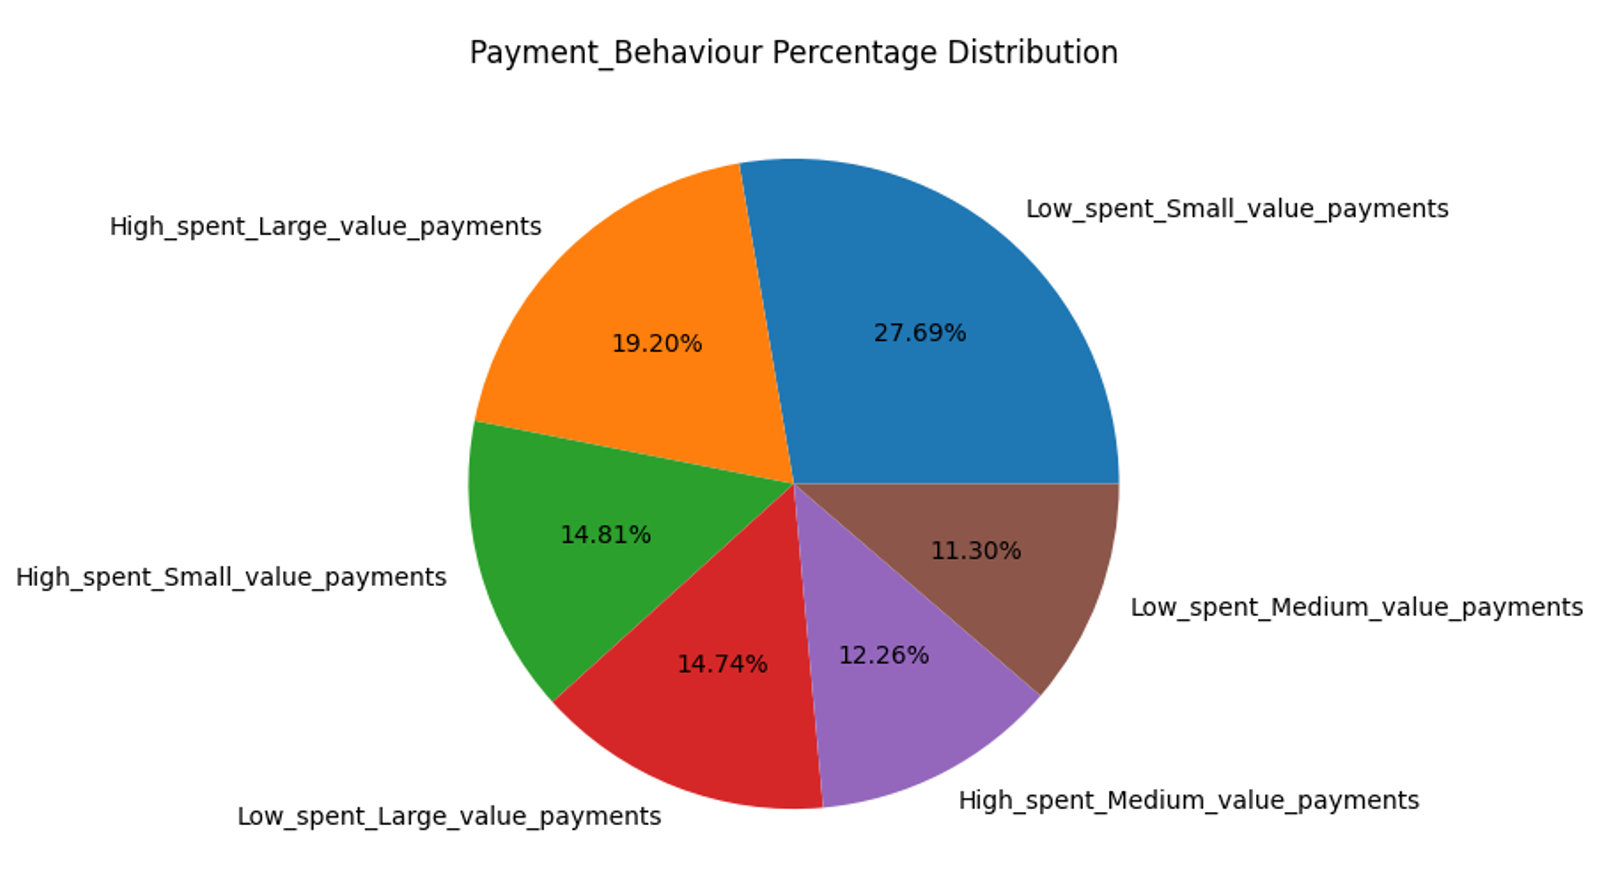 Payment_Behaviour Percentage Distribution
Low_spent_Small_value_payments
High_spent_Large_value_payments
27.69%
19.20%
14.81%
11.30%
High_spent_Small_value_payments
Low_spent_Medium_value_payments
12.26%
14.74%
High_spent_Medium_value_payments
Low_spent_Large_value_payments